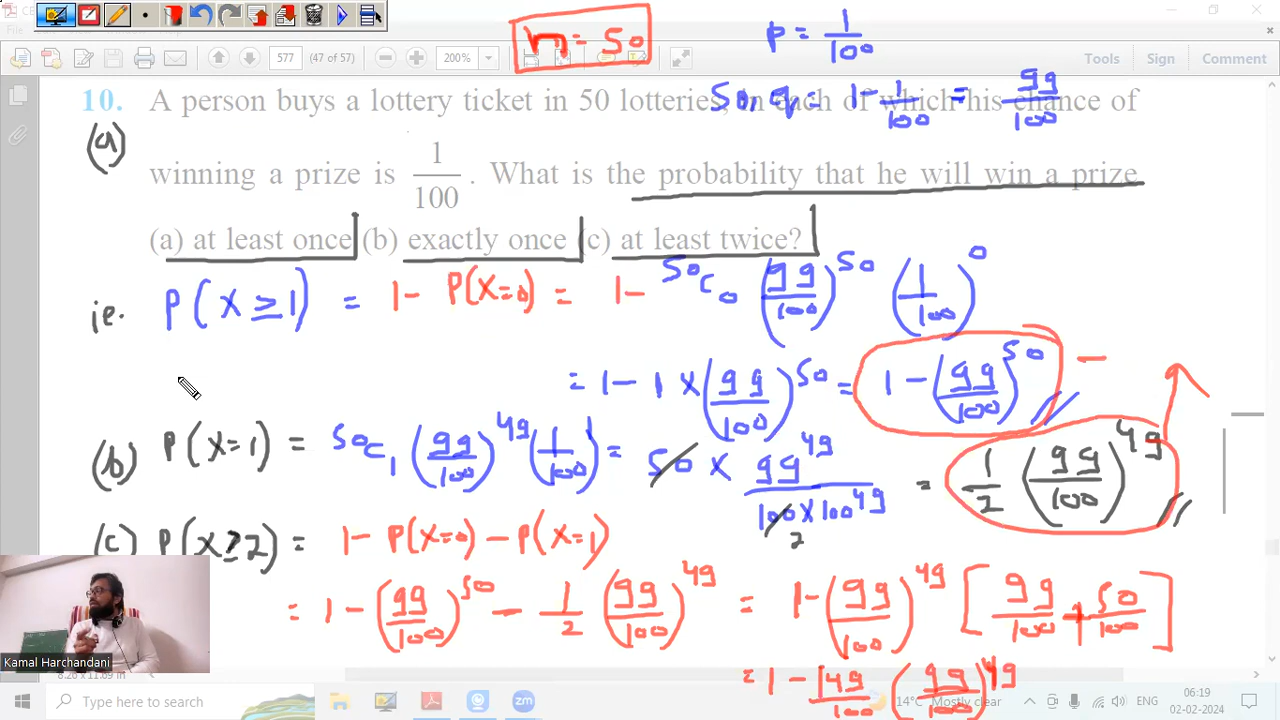 n = 50
p = 1/100
577 (47 of 57) 200% Tools Sign Comment
10. A person buys a lottery ticket in 50 lotteries, in each of which his chance of
So, q = 1 - 1/100 = 99/100
(a)
winning a prize is 1/100 . What is the probability that he will win a prize
(a) at least once (b) exactly once (c) at least twice?
ie. P(X ≥ 1) = 1 - P(X=0) = 1 - 50C0 (99/100)^50 (1/100)^0
= 1 - 1 × (99/100)^50 = 1 - (99/100)^50 -
(b) P(X=1) = 50C1 (99/100)^49 (1/100)^1 = 50 × 99^49/(100 × 100^49) = 1/2 (99/100)^49
2
(c) P(X ≥ 2) = 1 - P(X=0) - P(X=1)
= 1 - (99/100)^50 - 1/2 (99/100)^49 = 1 - (99/100)^49 [99/100 + 50/100]
= 1 - 149/100 (99/100)^49
Kamal Harchandani
8.26 x 11.69 in
Type here to search
14°C Mostly clear
ENG
06:19
02-02-2024